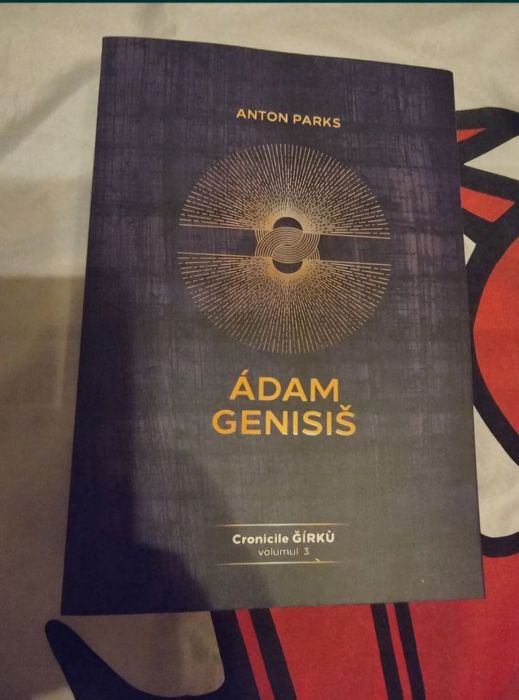 ANTON PARKS
ÁDAM
GENISIŠ
Cronicile ĞÍRKÙ
volumul 3